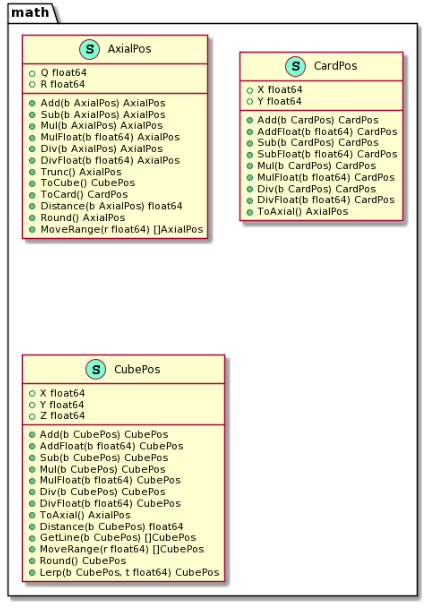 math
S AxialPos
Q float64
R float64
Add(b AxialPos) AxialPos
Sub(b AxialPos) AxialPos
Mul(b AxialPos) AxialPos
MulFloat(b float64) AxialPos
Div(b AxialPos) AxialPos
DivFloat(b float64) AxialPos
Trunc() AxialPos
ToCube() CubePos
ToCard() CardPos
Distance(b AxialPos) float64
Round() AxialPos
MoveRange(r float64) []AxialPos
S CardPos
X float64
Y float64
Add(b CardPos) CardPos
AddFloat(b float64) CardPos
Sub(b CardPos) CardPos
SubFloat(b float64) CardPos
Mul(b CardPos) CardPos
MulFloat(b float64) CardPos
Div(b CardPos) CardPos
DivFloat(b float64) CardPos
ToAxial() AxialPos
S CubePos
X float64
Y float64
Z float64
Add(b CubePos) CubePos
AddFloat(b float64) CubePos
Sub(b CubePos) CubePos
Mul(b CubePos) CubePos
MulFloat(b float64) CubePos
Div(b CubePos) CubePos
DivFloat(b float64) CubePos
ToAxial() AxialPos
Distance(b CubePos) float64
GetLine(b CubePos) []CubePos
MoveRange(r float64) []CubePos
Round() CubePos
Lerp(b CubePos, t float64) CubePos